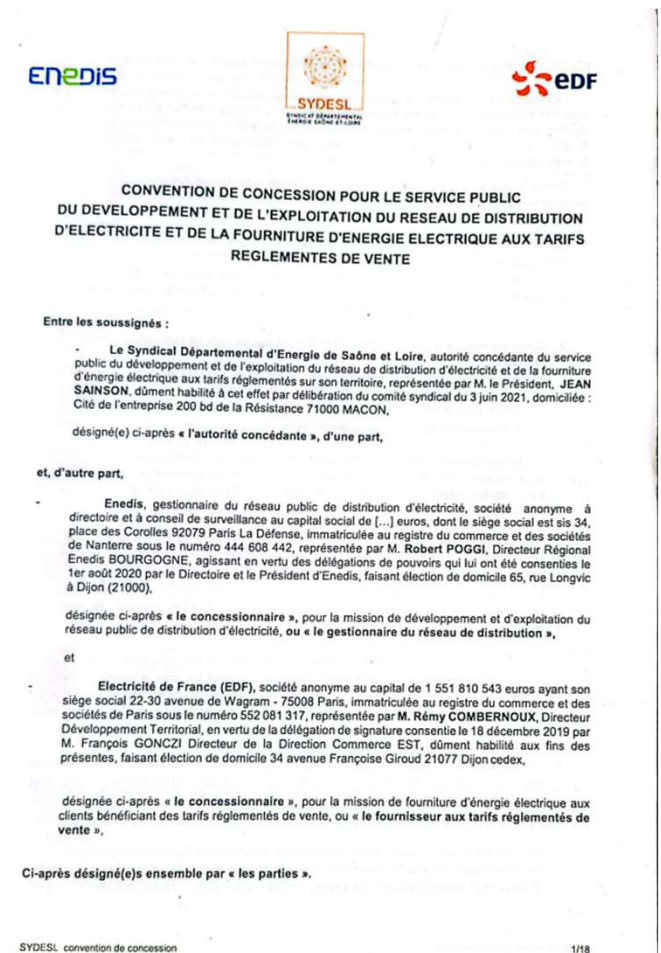 ENEDIS
SYDESL
SYNDICAT DÉPARTEMENTAL
ÉNERGIE SAÔNE ET LOIRE
EDF
CONVENTION DE CONCESSION POUR LE SERVICE PUBLIC
DU DEVELOPPEMENT ET DE L'EXPLOITATION DU RESEAU DE DISTRIBUTION
D'ELECTRICITE ET DE LA FOURNITURE D'ENERGIE ELECTRIQUE AUX TARIFS
REGLEMENTES DE VENTE
Entre les soussignés :
- Le Syndical Départemental d'Energie de Saône et Loire, autorité concédante du service
public du développement et de l'exploitation du réseau de distribution d'électricité et de la fourniture
d'énergie électrique aux tarifs réglementés sur son territoire, représentée par M. le Président, JEAN
SAINSON, dûment habilité à cet effet par délibération du comité syndical du 3 juin 2021, domiciliée :
Cité de l'entreprise 200 bd de la Résistance 71000 MACON,
désigné(e) ci-après « l'autorité concédante », d'une part,
et, d'autre part,
- Enedis, gestionnaire du réseau public de distribution d'électricité, société anonyme à
directoire et à conseil de surveillance au capital social de [...] euros, dont le siège social est sis 34,
place des Corolles 92079 Paris La Défense, immatriculée au registre du commerce et des sociétés
de Nanterre sous le numéro 444 608 442, représentée par M. Robert POGGI, Directeur Régional
Enedis BOURGOGNE, agissant en vertu des délégations de pouvoirs qui lui ont été consenties le
1er août 2020 par le Directoire et le Président d'Enedis, faisant élection de domicile 65, rue Longvic
à Dijon (21000),
désignée ci-après « le concessionnaire », pour la mission de développement et d'exploitation du
réseau public de distribution d'électricité, ou « le gestionnaire du réseau de distribution »,
et
- Electricité de France (EDF), société anonyme au capital de 1 551 810 543 euros ayant son
siège social 22-30 avenue de Wagram - 75008 Paris, immatriculée au registre du commerce et des
sociétés de Paris sous le numéro 552 081 317, représentée par M. Rémy COMBERNOUX, Directeur
Développement Territorial, en vertu de la délégation de signature consentie le 18 décembre 2019 par
M. François GONCZI Directeur de la Direction Commerce EST, dûment habilité aux fins des
présentes, faisant élection de domicile 34 avenue Françoise Giroud 21077 Dijon cedex,
désignée ci-après « le concessionnaire », pour la mission de fourniture d'énergie électrique aux
clients bénéficiant des tarifs réglementés de vente, ou « le fournisseur aux tarifs réglementés de
vente »,
Ci-après désigné(e)s ensemble par « les parties ».
SYDESL convention de concession
1/18